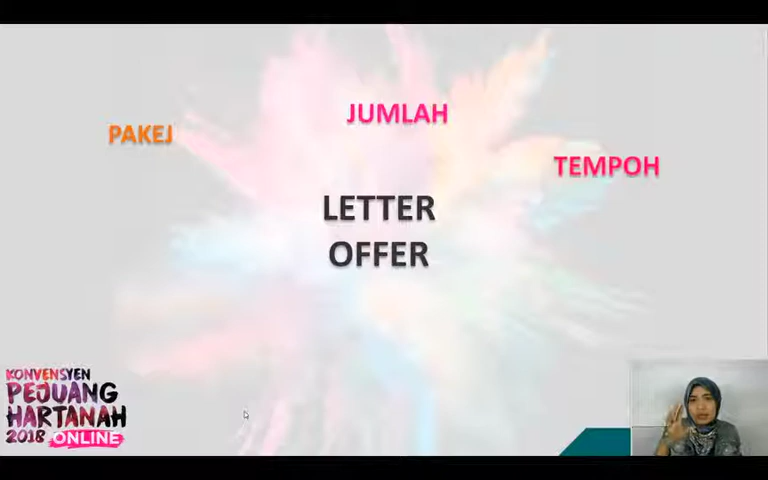 JUMLAH
PAKEJ
TEMPOH
LETTER
OFFER
KONVENSYEN
PEJUANG
HARTANAH
2018 ONLINE